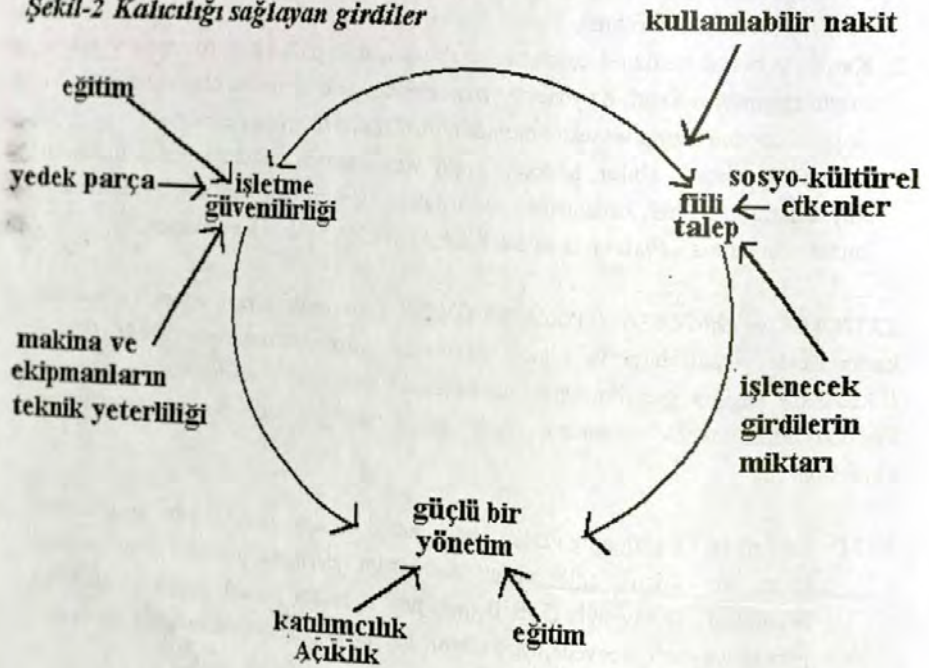 Şekil-2 Kalıcılığı sağlayan girdiler
kullamlabilir nakit
eğitim
yedek parça
işletme
güvenilirliği
makina ve
ekipmanların
teknik yeterliliği
sosyo-kültürel
etkenler
fiili
talep
işlenecek
girdilerin
miktarı
güçlü bir
yönetim
katılımcılık
Açıklık
eğitim